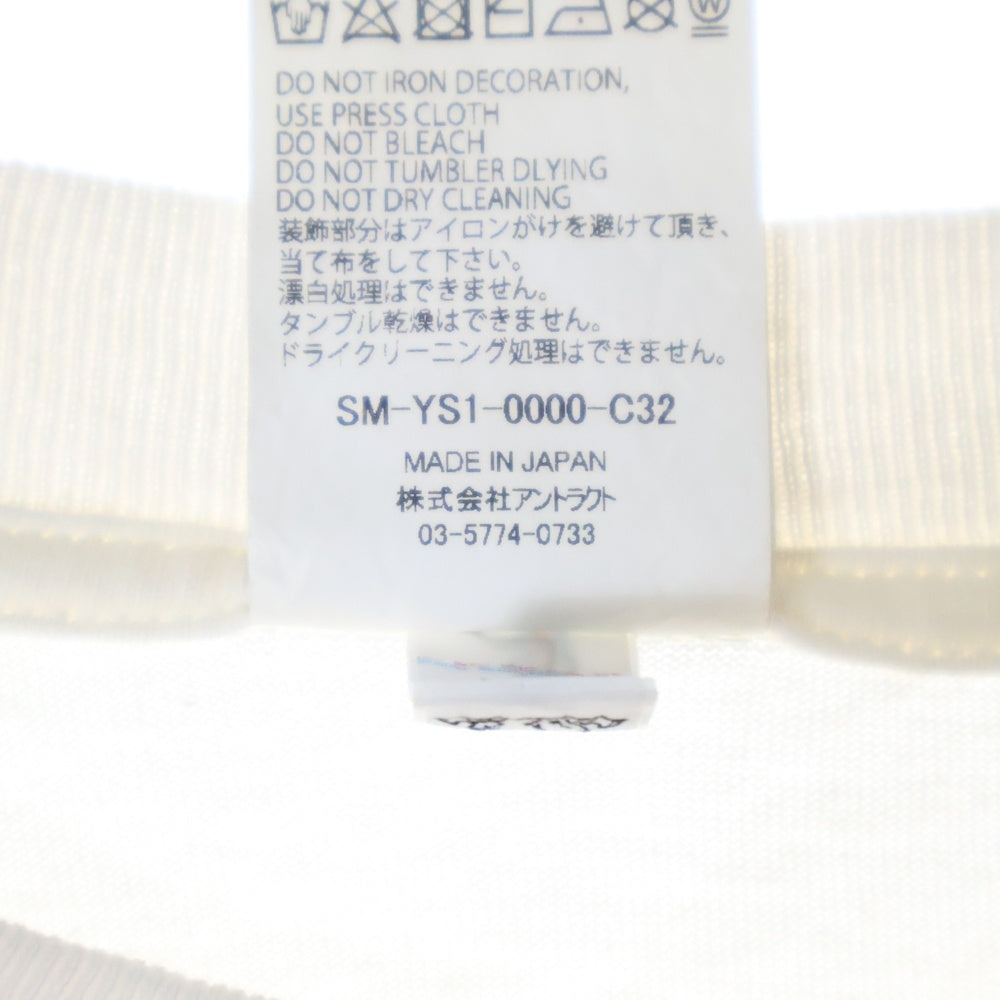 DO NOT IRON DECORATION,
USE PRESS CLOTH
DO NOT BLEACH
DO NOT TUMBLER DLYING
DO NOT DRY CLEANING
装飾部分はアイロンがけを避けて頂き、
当て布をして下さい。
漂白処理はできません。
タンブル乾燥はできません。
ドライクリーニング処理はできません。
SM-YS1-0000-C32
MADE IN JAPAN
株式会社アントラクト
03-5774-0733